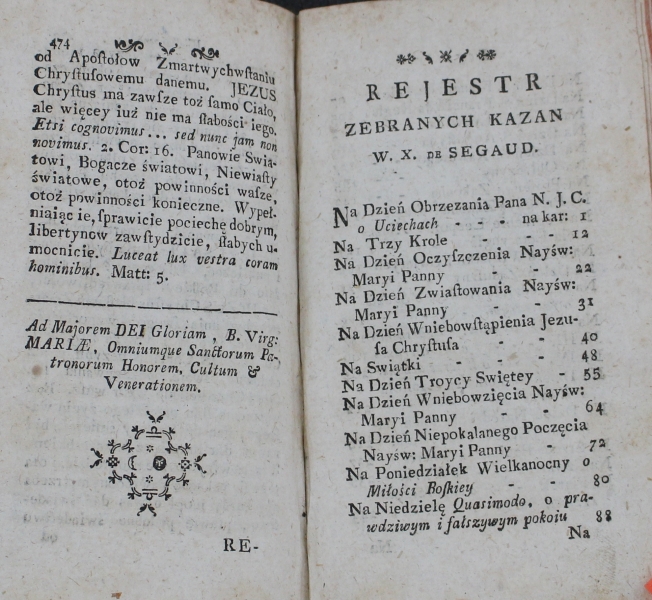 474
od Apoſtołow Zmartwychwſtaniu
Chryſtuſowemu danemu. JEZUS
Chryſtus ma zawſze toż ſamo Ciało,
ale więcey iuż nie ma ſłabości iego.
Etsi cognovimus... sed nunc jam non
novimus. 2. Cor: 16. Panowie Swia-
towi, Bogacze światowi, Niewiaſty
światowe, otoż powinności waſze,
otoż powinności konieczne. Wypeł-
niaiąc ie, ſprawicie pociechę dobrym,
libertynow zawſtydzicie, ſłabych u-
mocnicie. Luceat lux vestra coram
hominibus. Matt: 5.
Ad Majorem DEI Gloriam, B. Virg:
MARIÆ, Omniumque Sanctorum Pa-
tronorum Honorem, Cultum &
Venerationem.
RE-
REJESTR
ZEBRANYCH KAZAN
W. X. DE SEGAUD.
Na Dzień Obrzezania Pana N. J. C.
o Uciechach - - - na kar: 1
Na Trzy Krole - - - 12
Na Dzień Oczyſzczenia Nayśw:
Maryi Panny - - 22
Na Dzień Zwiaſtowania Nayśw:
Maryi Panny - - 31
Na Dzień Wniebowſtąpienia Jezu-
ſa Chryſtuſa - - 40
Na Swiątki - - - 48
Na Dzień Troycy Swiętey - 55
Na Dzień Wniebowzięcia Nayśw:
Maryi Panny - - 64
Na Dzień Niepokalanego Poczęcia
Nayśw: Maryi Panny - 72
Na Poniedziałek Wielkanocny o
Miłości Boſkiey - - 80
Na Niedzielę Quasimodo, o pra-
wdziwym i fałszywym pokoiu 88
Na